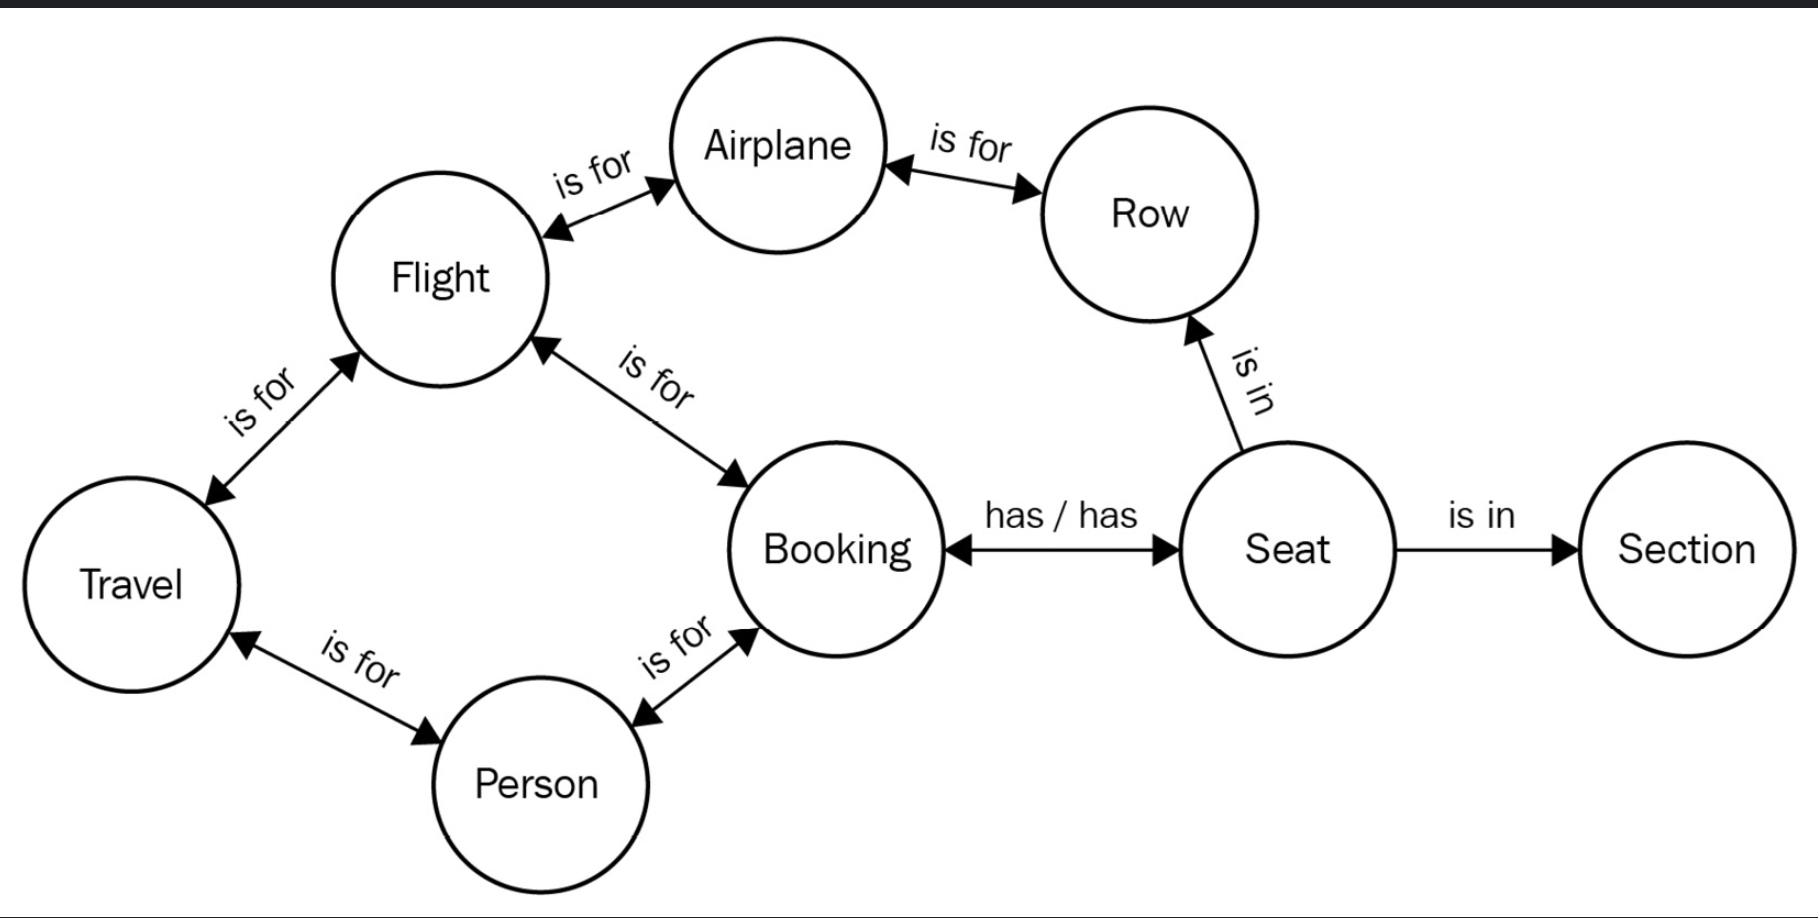 Airplane
is for
Row
is for
Flight
is for
is for
is in
Travel
Booking
has / has
Seat
is in
Section
is for
is for
Person